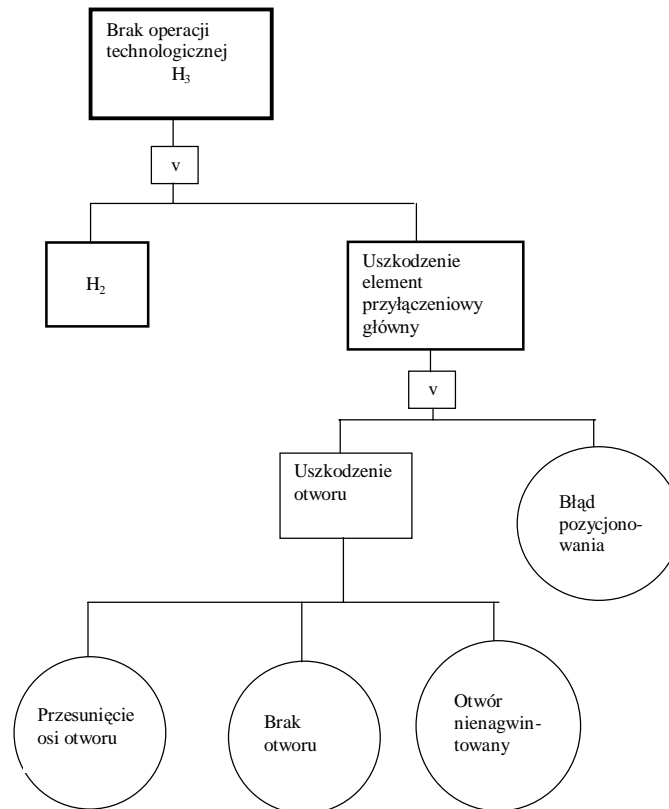 Brak operacji
technologicznej
H₃
v
H₂
Uszkodzenie
element
przyłączeniowy
główny
v
Uszkodzenie
otworu
Błąd
pozycjono-
wania
Przesunięcie
osi otworu
Brak
otworu
Otwór
nienagwin-
towany